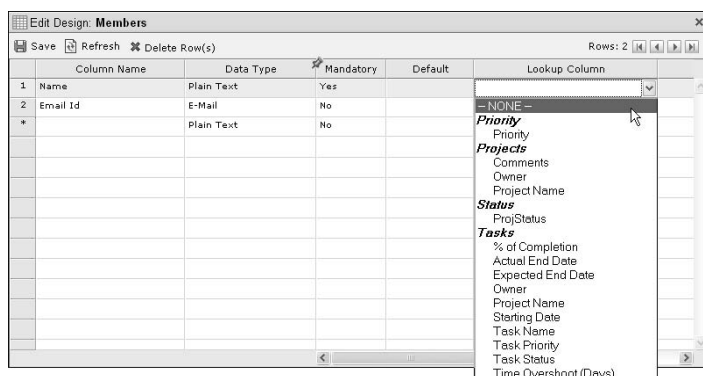 Edit Design: Members
Save Refresh Delete Row(s) Rows: 2
Column Name Data Type Mandatory Default Lookup Column
1 Name Plain Text Yes
2 Email Id E-Mail No
* Plain Text No
-- NONE --
Priority
Priority
Projects
Comments
Owner
Project Name
Status
ProjStatus
Tasks
% of Completion
Actual End Date
Expected End Date
Owner
Project Name
Starting Date
Task Name
Task Priority
Task Status
Time Overshoot (Days)